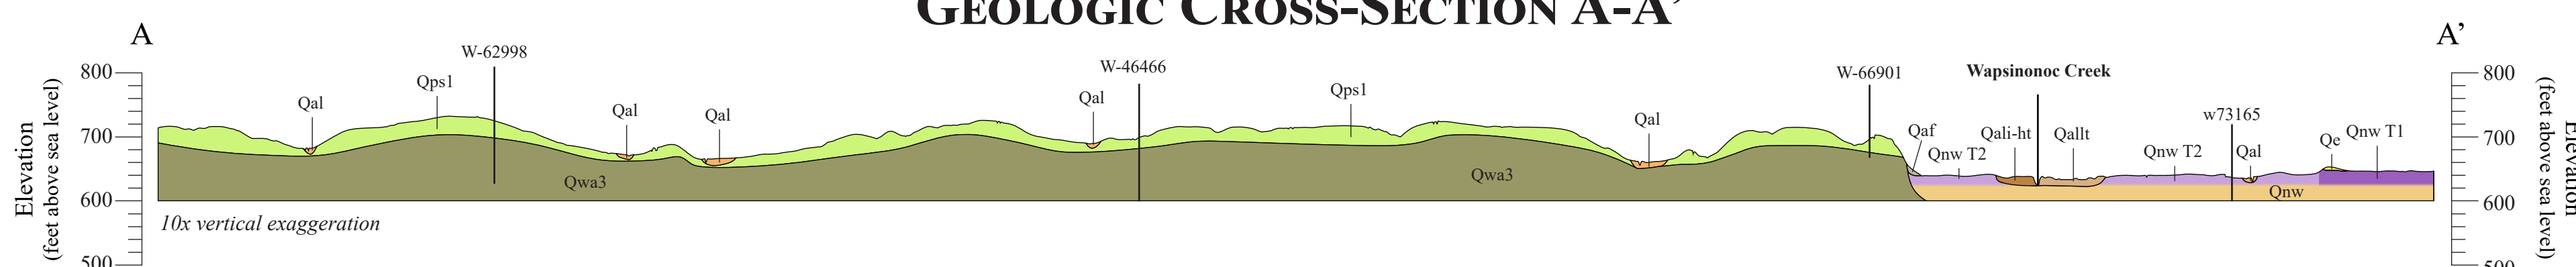 GEOLOGIC CROSS-SECTION A-A’
A
A’
Elevation
(feet above sea level)
800
700
600
500
W-62998
W-46466
W-66901
Wapsinonoc Creek
w73165
Qal
Qps1
Qal
Qal
Qal
Qps1
Qal
Qaf
Qnw T2
Qali-ht
Qallt
Qnw T2
Qal
Qe
Qnw T1
Qwa3
Qwa3
Qnw
10x vertical exaggeration
800
700
600
500
(feet above sea level)
Elevation